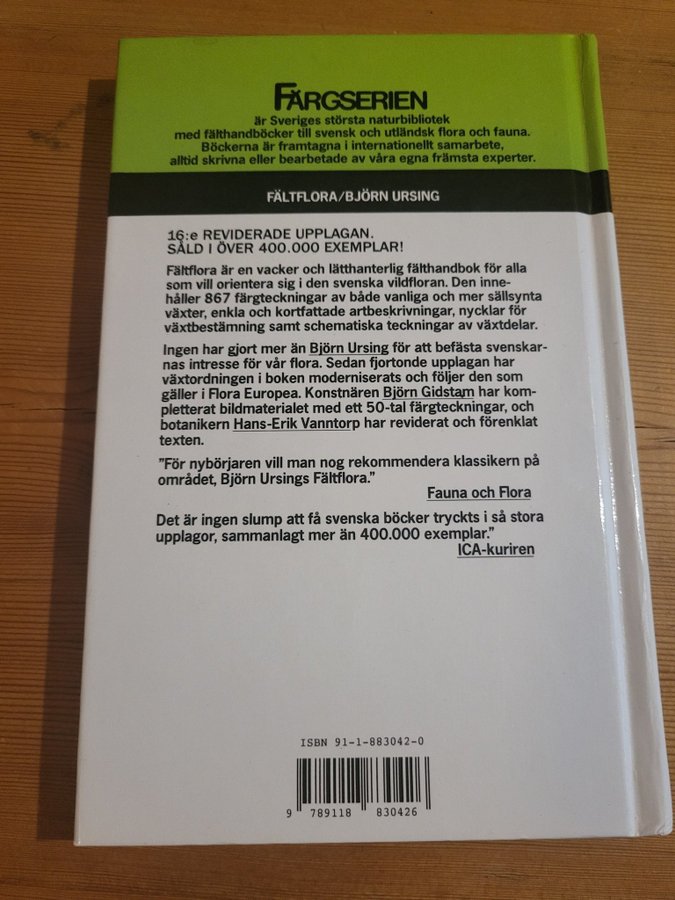 FÄRGSERIEN
är Sveriges största naturbibliotek
med fälthandböcker till svensk och utländsk flora och fauna.
Böckerna är framtagna i internationellt samarbete,
alltid skrivna eller bearbetade av våra egna främsta experter.
FÄLTFLORA/BJÖRN URSING
16:e REVIDERADE UPPLAGAN.
SÅLD I ÖVER 400.000 EXEMPLAR!
Fältflora är en vacker och lätthanterlig fälthandbok för alla
som vill orientera sig i den svenska vildfloran. Den inne-
håller 867 färgteckningar av både vanliga och mer sällsynta
växter, enkla och kortfattade artbeskrivningar, nycklar för
växtbestämning samt schematiska teckningar av växtdelar.
Ingen har gjort mer än Björn Ursing för att befästa svenskar-
nas intresse för vår flora. Sedan fjortonde upplagan har
växtordningen i boken moderniserats och följer den som
gäller i Flora Europea. Konstnären Björn Gidstam har kom-
pletterat bildmaterialet med ett 50-tal färgteckningar, och
botanikern Hans-Erik Vanntorp har reviderat och förenklat
texten.
"För nybörjaren vill man nog rekommendera klassikern på
området, Björn Ursings Fältflora."
Fauna och Flora
Det är ingen slump att få svenska böcker tryckts i så stora
upplagor, sammanlagt mer än 400.000 exemplar."
ICA-kuriren
ISBN 91-1-883042-0
9 789118 830426